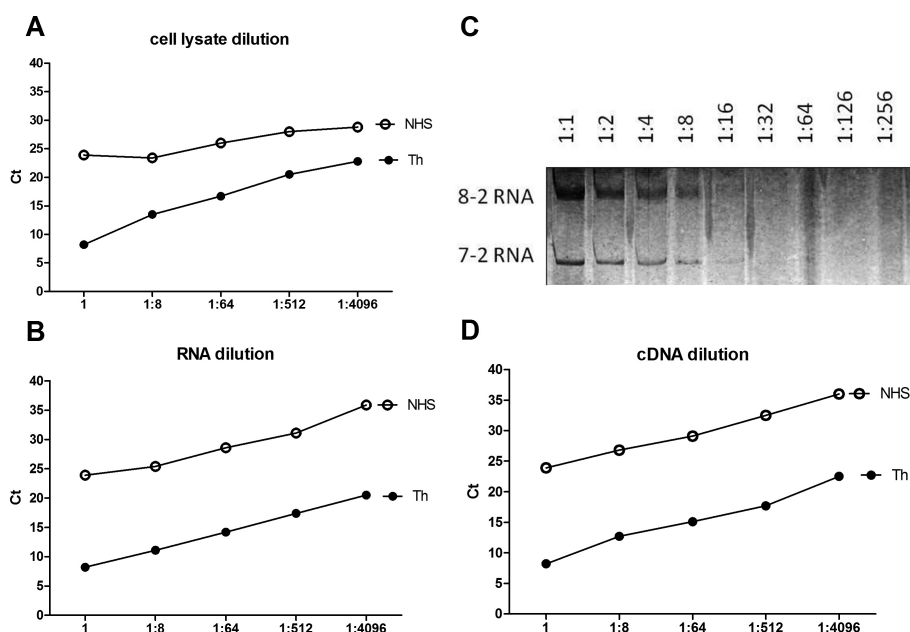 A
cell lysate dilution
Ct
40
35
30
25
20
15
10
5
0
1 1:8 1:64 1:512 1:4096
NHS
Th
C
1:1 1:2 1:4 1:8 1:16 1:32 1:64 1:126 1:256
8-2 RNA
7-2 RNA
B
RNA dilution
Ct
40
35
30
25
20
15
10
5
0
1 1:8 1:64 1:512 1:4096
NHS
Th
D
cDNA dilution
Ct
40
35
30
25
20
15
10
5
0
1 1:8 1:64 1:512 1:4096
NHS
Th